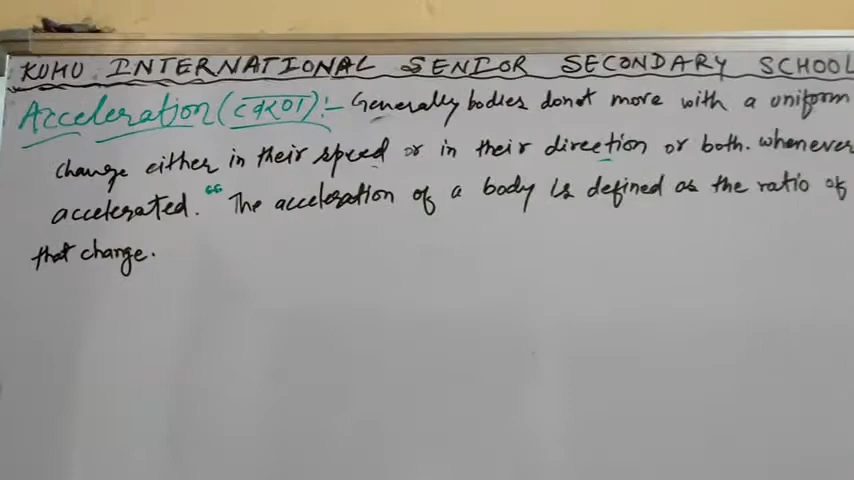 KUHU INTERNATIONAL SENIOR SECONDARY SCHOOL
Acceleration (त्वरण) :- Generally bodies donot move with a uniform
change either in their speed or in their direction or both. whenever
accelerated. "The acceleration of a body is defined as the ratio of
that change.